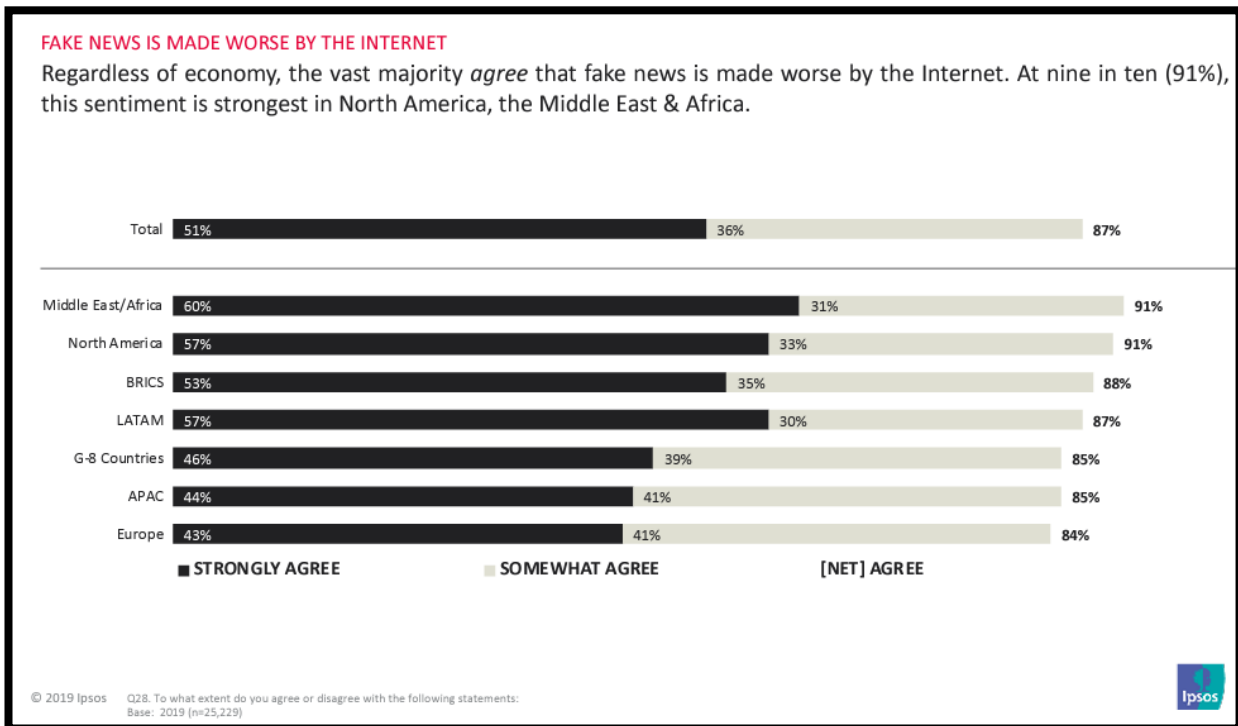 FAKE NEWS IS MADE WORSE BY THE INTERNET
Regardless of economy, the vast majority agree that fake news is made worse by the Internet. At nine in ten (91%),
this sentiment is strongest in North America, the Middle East & Africa.
Total 51% 36% 87%
Middle East/Africa 60% 31% 91%
North America 57% 33% 91%
BRICS 53% 35% 88%
LATAM 57% 30% 87%
G-8 Countries 46% 39% 85%
APAC 44% 41% 85%
Europe 43% 41% 84%
STRONGLY AGREE SOMEWHAT AGREE [NET] AGREE
© 2019 Ipsos Q28. To what extent do you agree or disagree with the following statements:
Base: 2019 (n=25,229)
Ipsos